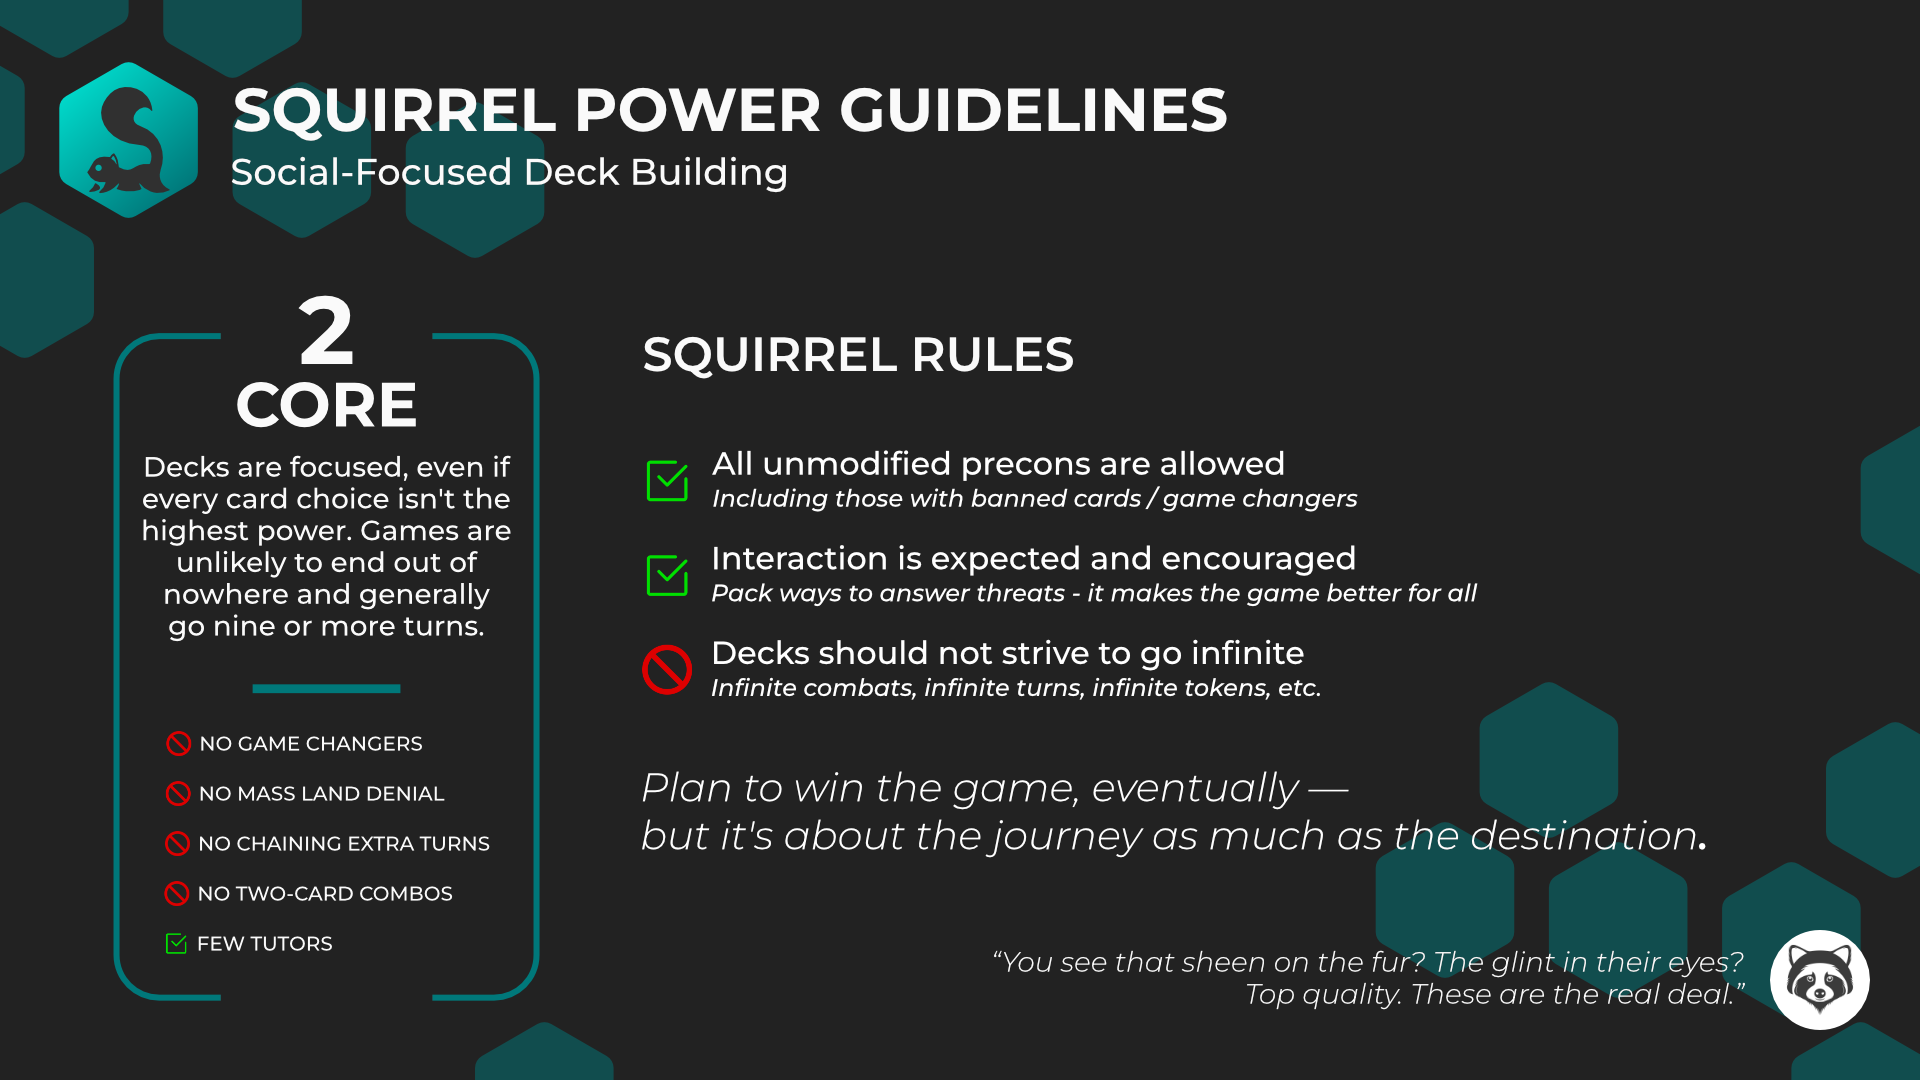 SQUIRREL POWER GUIDELINES
Social-Focused Deck Building
2
CORE
Decks are focused, even if
every card choice isn't the
highest power. Games are
unlikely to end out of
nowhere and generally
go nine or more turns.
NO GAME CHANGERS
NO MASS LAND DENIAL
NO CHAINING EXTRA TURNS
NO TWO-CARD COMBOS
FEW TUTORS
SQUIRREL RULES
All unmodified precons are allowed
Including those with banned cards / game changers
Interaction is expected and encouraged
Pack ways to answer threats - it makes the game better for all
Decks should not strive to go infinite
Infinite combats, infinite turns, infinite tokens, etc.
Plan to win the game, eventually —
but it's about the journey as much as the destination.
“You see that sheen on the fur? The glint in their eyes?
Top quality. These are the real deal.”